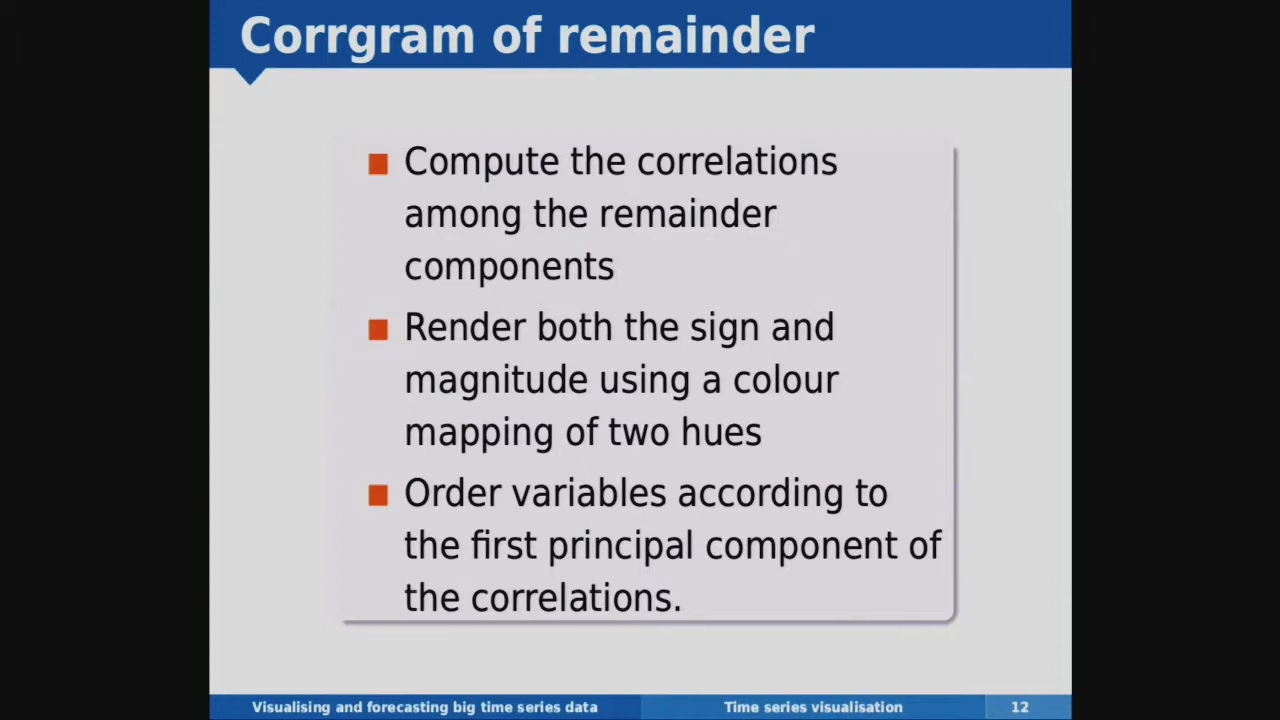 Corrgram of remainder
Compute the correlations
among the remainder
components
Render both the sign and
magnitude using a colour
mapping of two hues
Order variables according to
the first principal component of
the correlations.
Visualising and forecasting big time series data
Time series visualisation
12